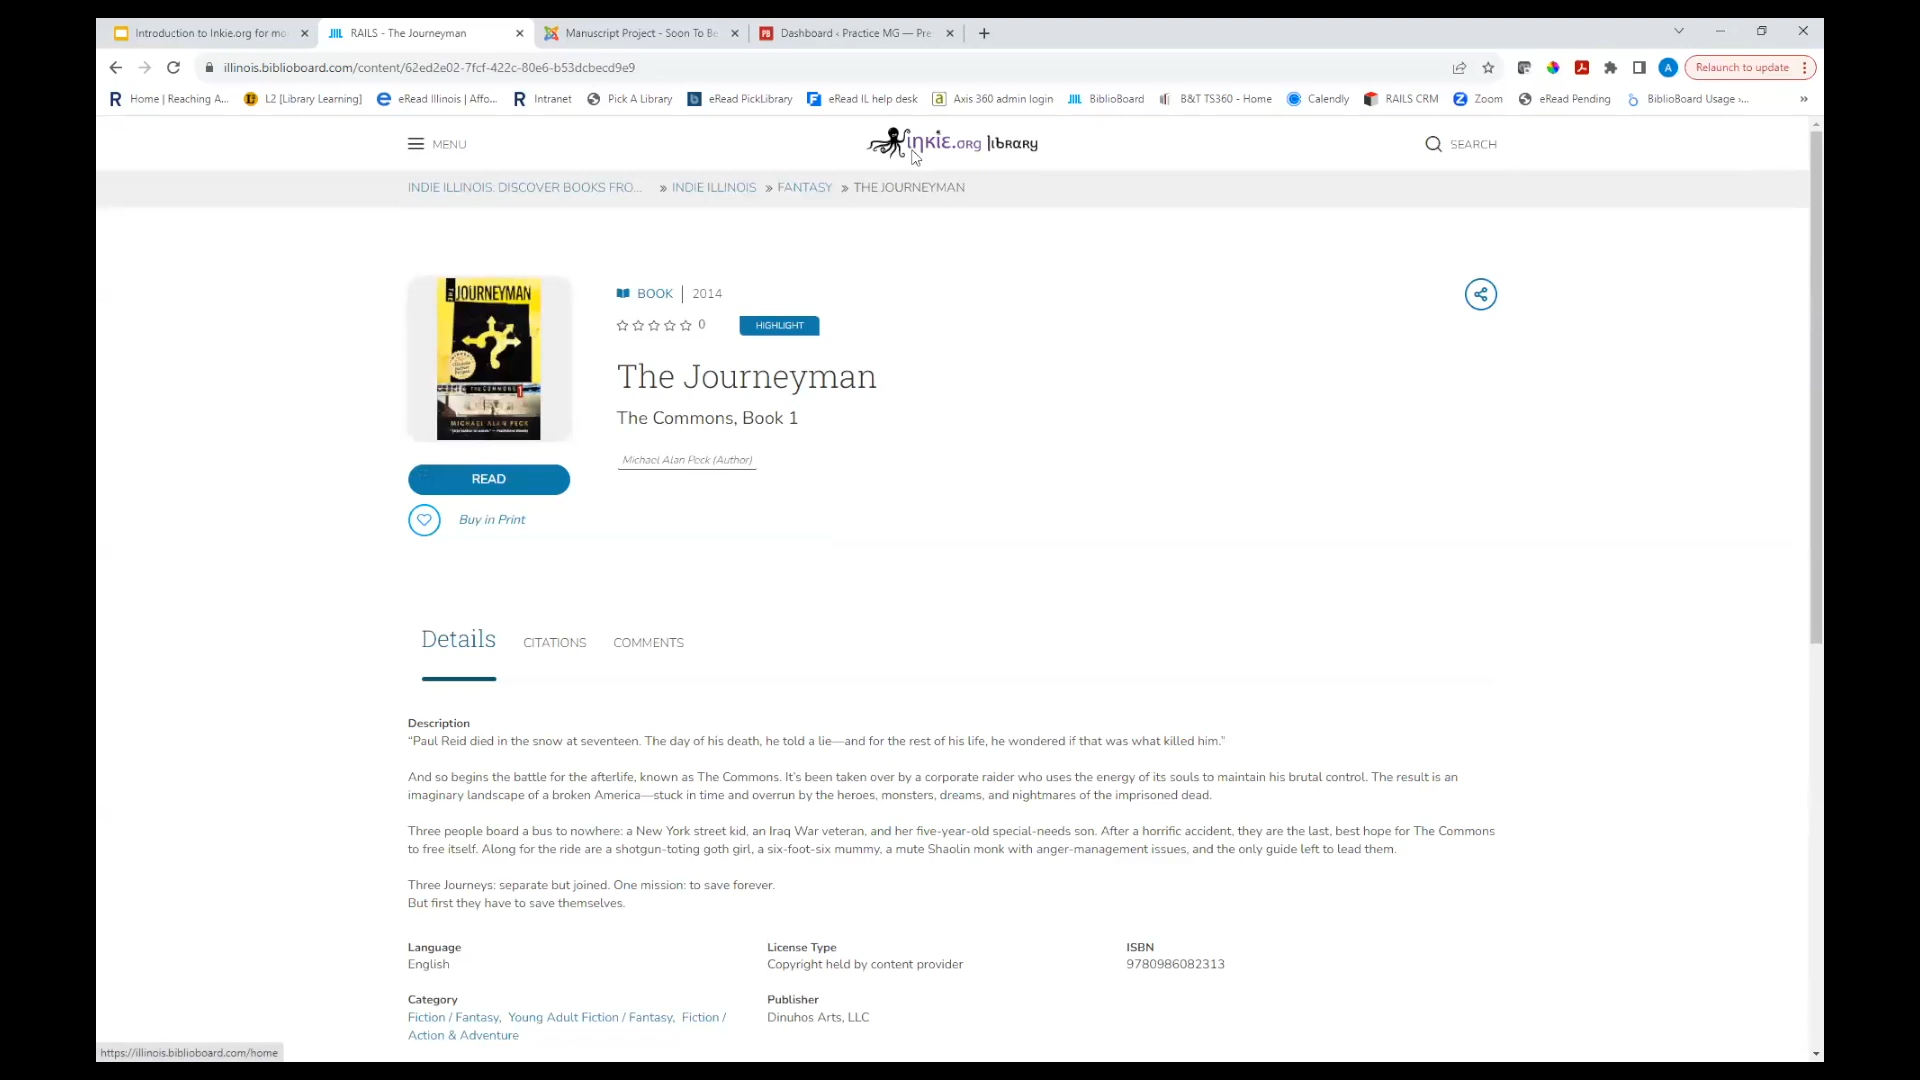 Introduction to Inkie.org for mo
RAILS - The Journeyman
Manuscript Project - Soon To Be
Dashboard ‹ Practice MG — Pre
illinois.biblioboard.com/content/62ed2e02-7fcf-422c-80e6-b53dcbecd9e9
A
Relaunch to update
Home | Reaching A...
L2 [Library Learning]
eRead Illinois | Affo...
Intranet
Pick A Library
eRead PickLibrary
eRead IL help desk
Axis 360 admin login
BiblioBoard
B&T TS360 - Home
Calendly
RAILS CRM
Zoom
eRead Pending
BiblioBoard Usage ›...
»
MENU
inkie.org library
SEARCH
INDIE ILLINOIS: DISCOVER BOOKS FRO... » INDIE ILLINOIS » FANTASY » THE JOURNEYMAN
THE JOURNEYMAN
THE COMMONS 1
MICHAEL ALAN PECK
BOOK | 2014
0
HIGHLIGHT
The Journeyman
The Commons, Book 1
Michael Alan Peck (Author)
READ
Buy in Print
Details
CITATIONS
COMMENTS
Description
“Paul Reid died in the snow at seventeen. The day of his death, he told a lie—and for the rest of his life, he wondered if that was what killed him.”
And so begins the battle for the afterlife, known as The Commons. It’s been taken over by a corporate raider who uses the energy of its souls to maintain his brutal control. The result is an
imaginary landscape of a broken America—stuck in time and overrun by the heroes, monsters, dreams, and nightmares of the imprisoned dead.
Three people board a bus to nowhere: a New York street kid, an Iraq War veteran, and her five-year-old special-needs son. After a horrific accident, they are the last, best hope for The Commons
to free itself. Along for the ride are a shotgun-toting goth girl, a six-foot-six mummy, a mute Shaolin monk with anger-management issues, and the only guide left to lead them.
Three Journeys: separate but joined. One mission: to save forever.
But first they have to save themselves.
Language
English
License Type
Copyright held by content provider
ISBN
9780986082313
Category
Fiction / Fantasy, Young Adult Fiction / Fantasy, Fiction /
Action & Adventure
Publisher
Dinuhos Arts, LLC
https://illinois.biblioboard.com/home